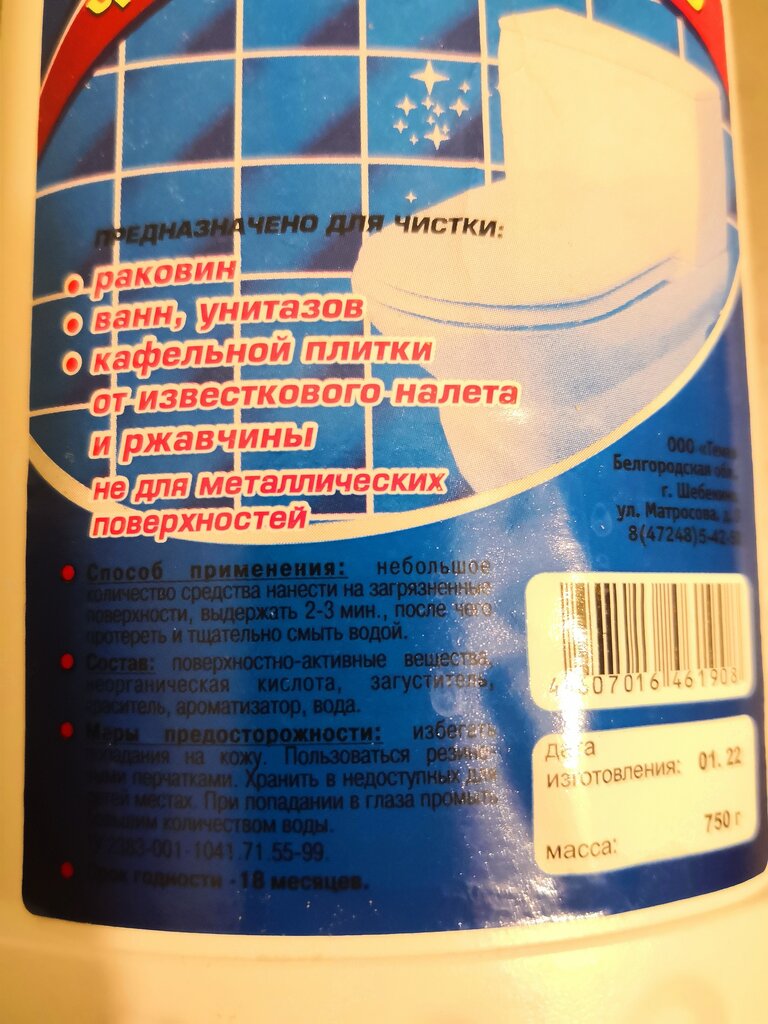 ПРЕДНАЗНАЧЕНО ДЛЯ ЧИСТКИ:
• раковин
• ванн, унитазов
• кафельной плитки
от известкового налета
и ржавчины
не для металлических
поверхностей
ООО
Белгородская
г.
ул. Матросова,
• Способ применения: небольшое
количество средства нанести на загрязненные
поверхности, выдержать 2-3 мин., после чего
протереть и тщательно смыть водой.
• Состав: поверхностно-активные вещества,
неорганическая кислота, загуститель,
краситель, ароматизатор, вода.
• Меры предосторожности: избегать
попадания на кожу. Пользоваться резино-
выми перчатками. Хранить в недоступных для
детей местах. При попадании в глаза промыть
большим количеством воды.
2383-001-1041 71 55-99
• Срок годности - 18 месяцев.
Дата
изготовления: 01. 22
масса: 750 г